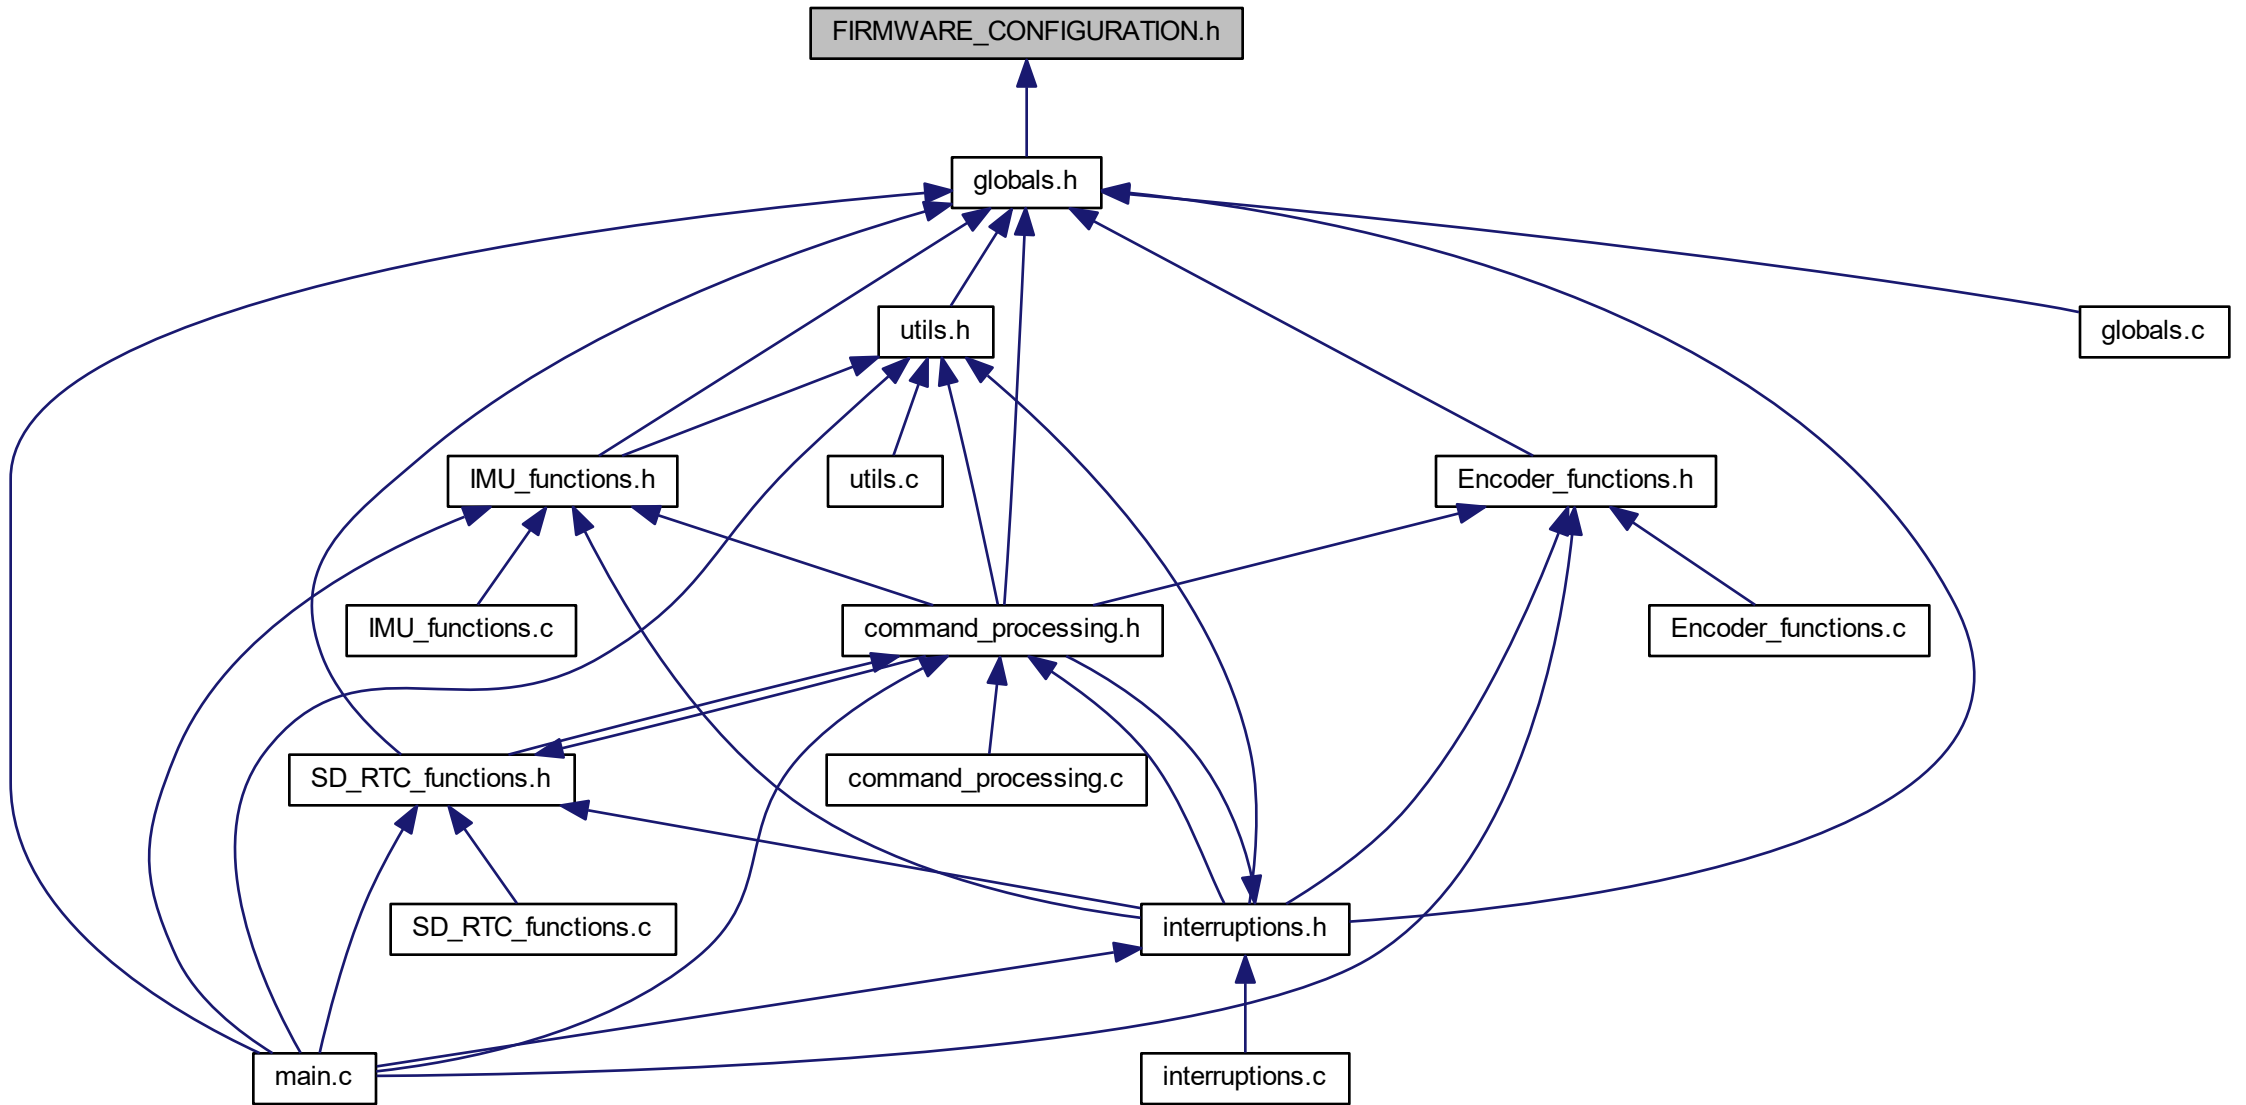 FIRMWARE_CONFIGURATION.h
globals.h
utils.h
globals.c
IMU_functions.h
utils.c
Encoder_functions.h
IMU_functions.c
command_processing.h
Encoder_functions.c
SD_RTC_functions.h
command_processing.c
SD_RTC_functions.c
interruptions.h
main.c
interruptions.c